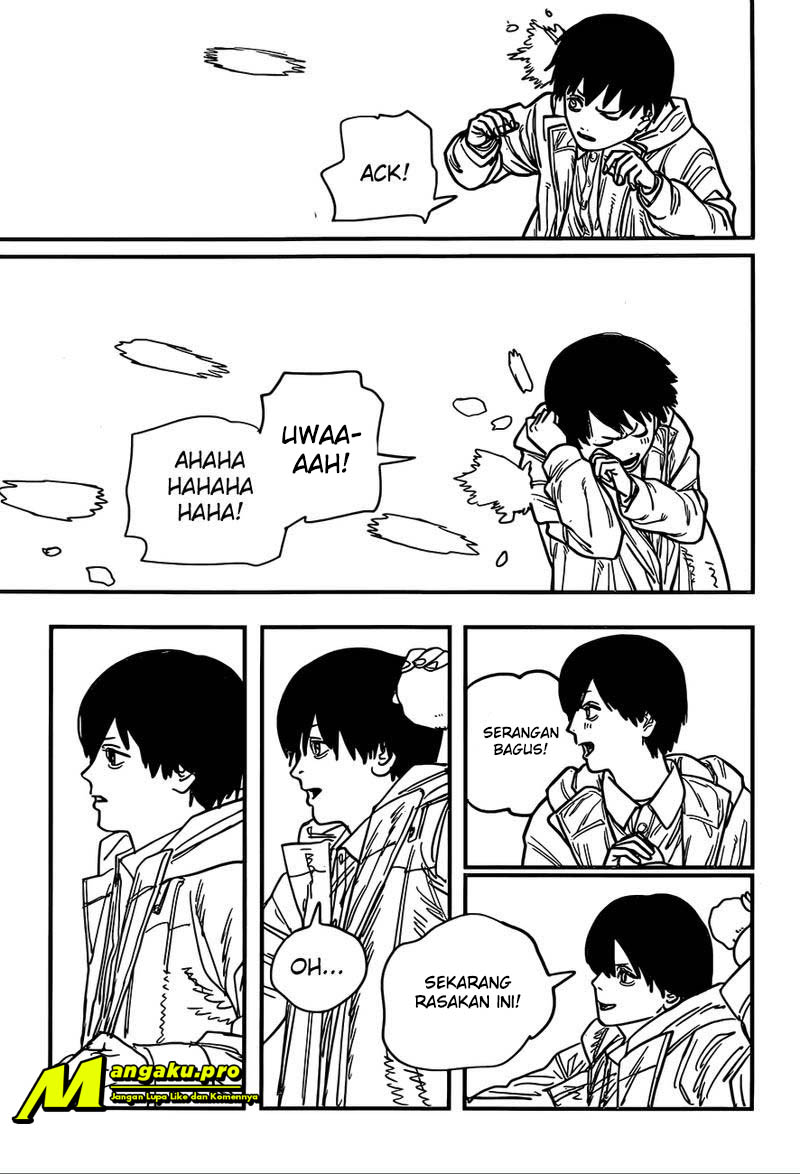 ACK!
UWAA-
AAH!
AHAHA
HAHAHA
HAHA!
SERANGAN
BAGUS!
SEKARANG
RASAKAN INI!
OH...
Mangaku.pro
Jangan Lupa Like dan Komennya